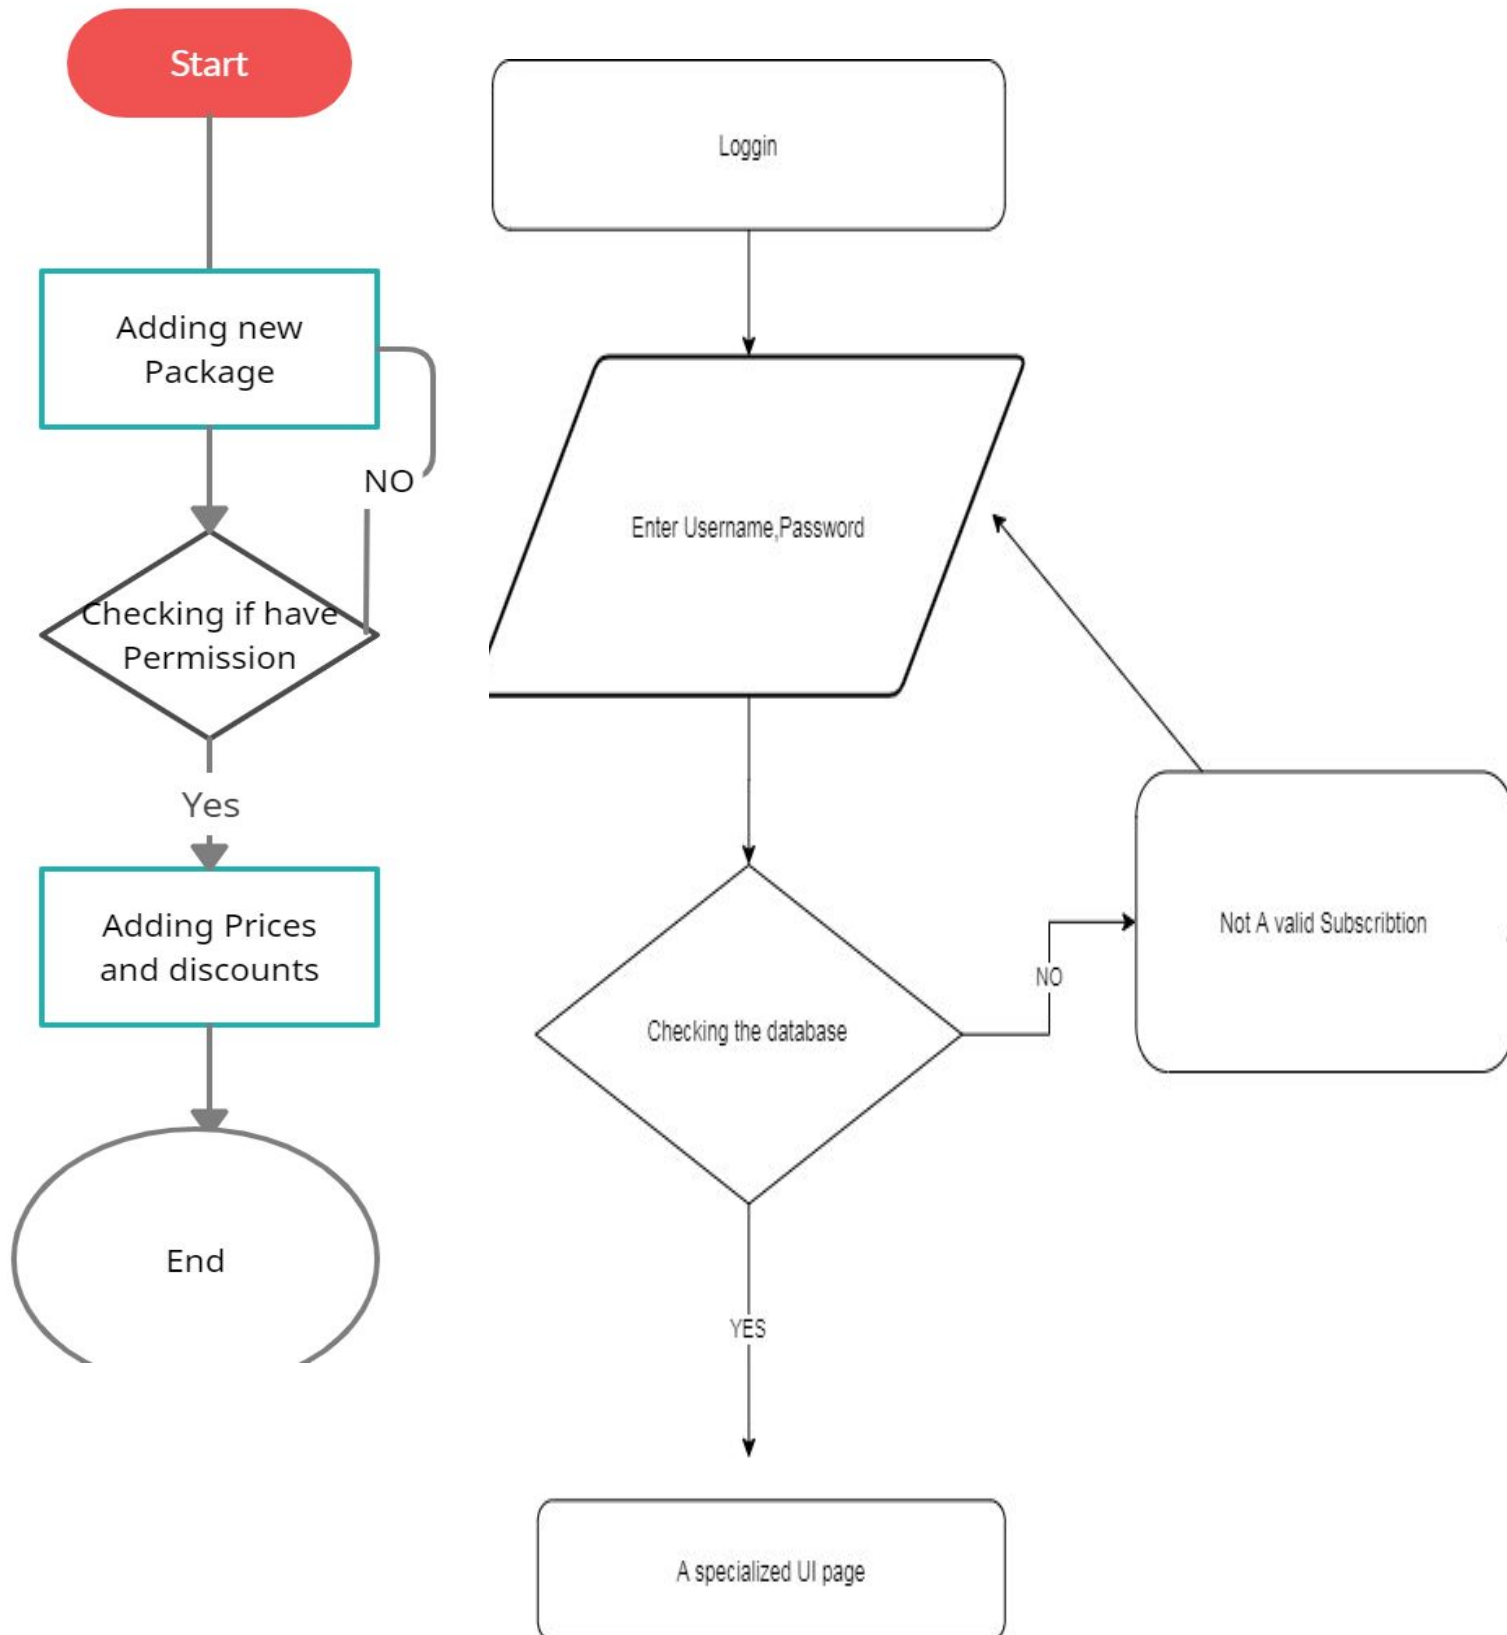 Start
Adding new
Package
NO
Checking if have
Permission
Yes
Adding Prices
and discounts
End
Loggin
Enter Username,Password
Checking the database
NO
Not A valid Subscribtion
YES
A specialized UI page